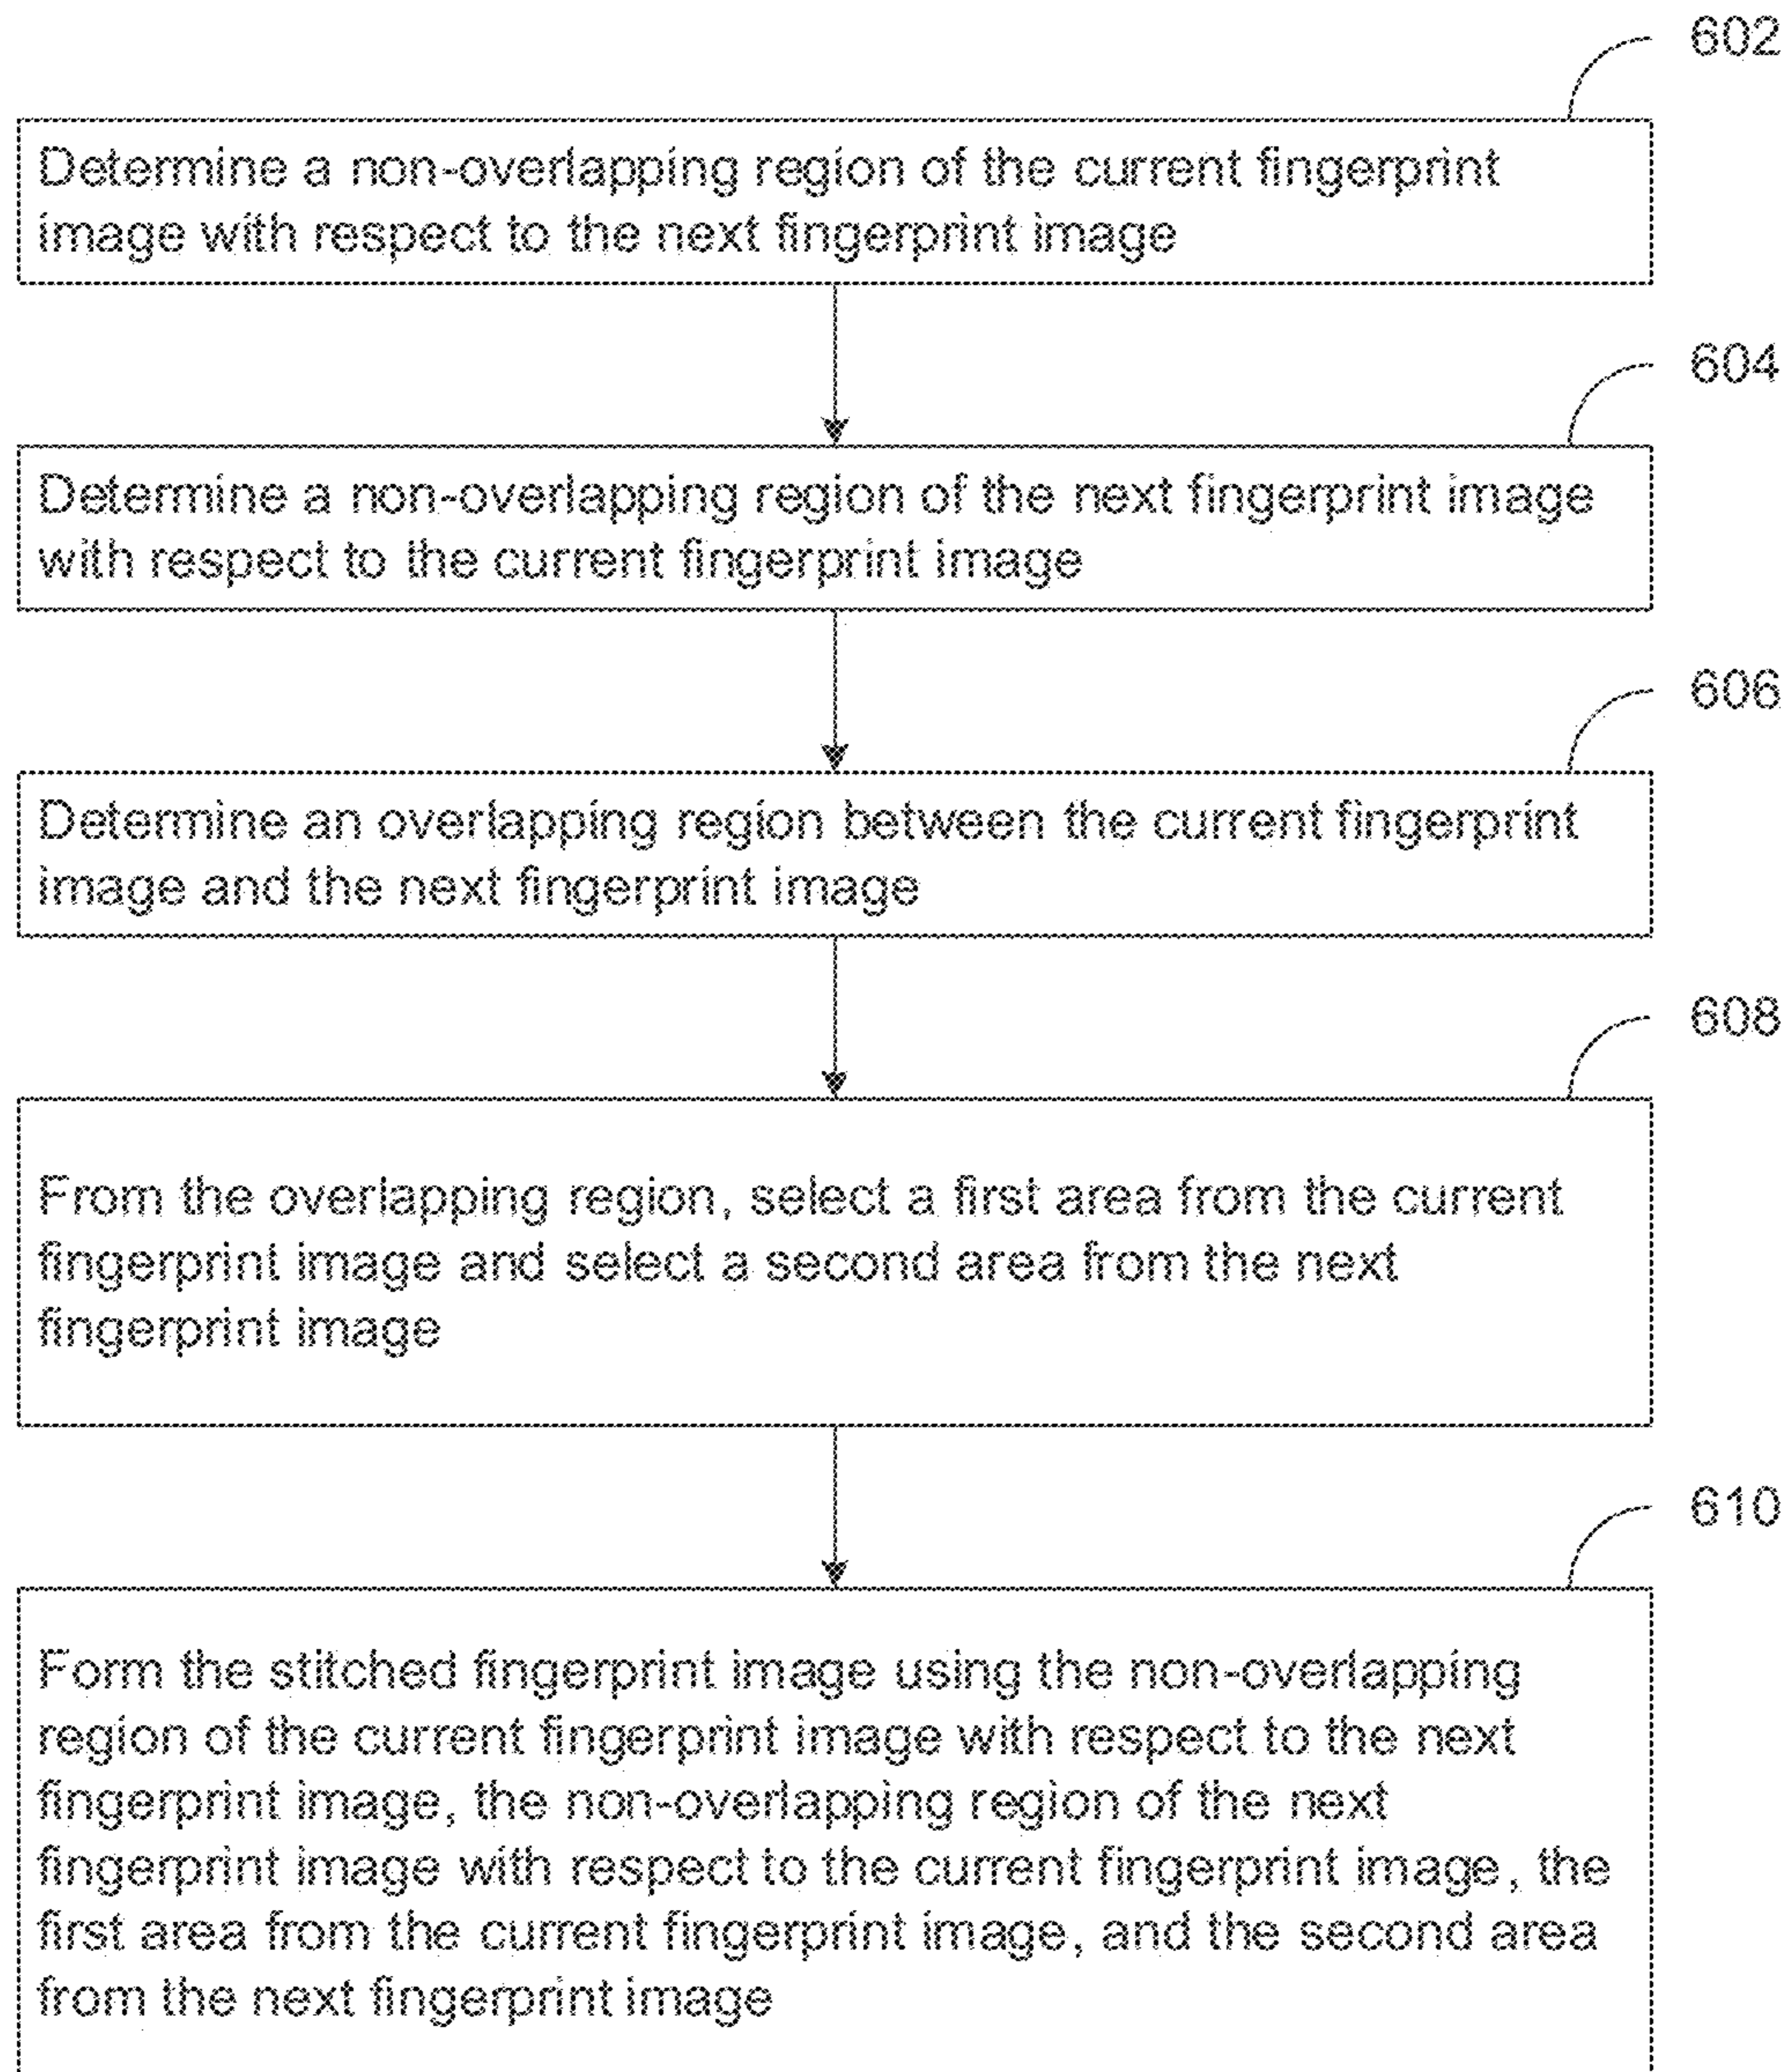 602
Determine a non-overlapping region of the current fingerprint
image with respect to the next fingerprint image
604
Determine a non-overlapping region of the next fingerprint image
with respect to the current fingerprint image
606
Determine an overlapping region between the current fingerprint
image and the next fingerprint image
608
From the overlapping region, select a first area from the current
fingerprint image and select a second area from the next
fingerprint image
610
Form the stitched fingerprint image using the non-overlapping
region of the current fingerprint image with respect to the next
fingerprint image, the non-overlapping region of the next
fingerprint image with respect to the current fingerprint image, the
first area from the current fingerprint image, and the second area
from the next fingerprint image